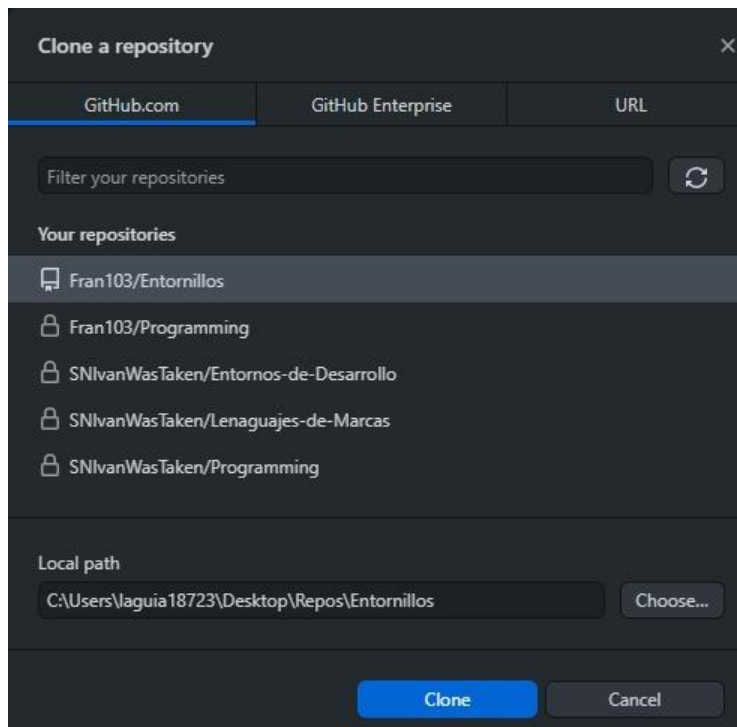 Clone a repository
GitHub.com GitHub Enterprise URL
Filter your repositories
Your repositories
Fran103/Entornillos
Fran103/Programming
SNIvanWasTaken/Entornos-de-Desarrollo
SNIvanWasTaken/Lenaguajes-de-Marcas
SNIvanWasTaken/Programming
Local path
C:\Users\laguia18723\Desktop\Repos\Entornillos Choose...
Clone Cancel